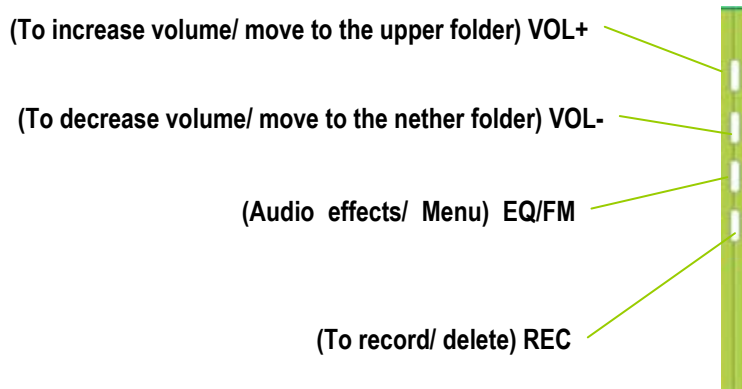 (To increase volume/ move to the upper folder) VOL+
(To decrease volume/ move to the nether folder) VOL-
(Audio effects/ Menu) EQ/FM
(To record/ delete) REC